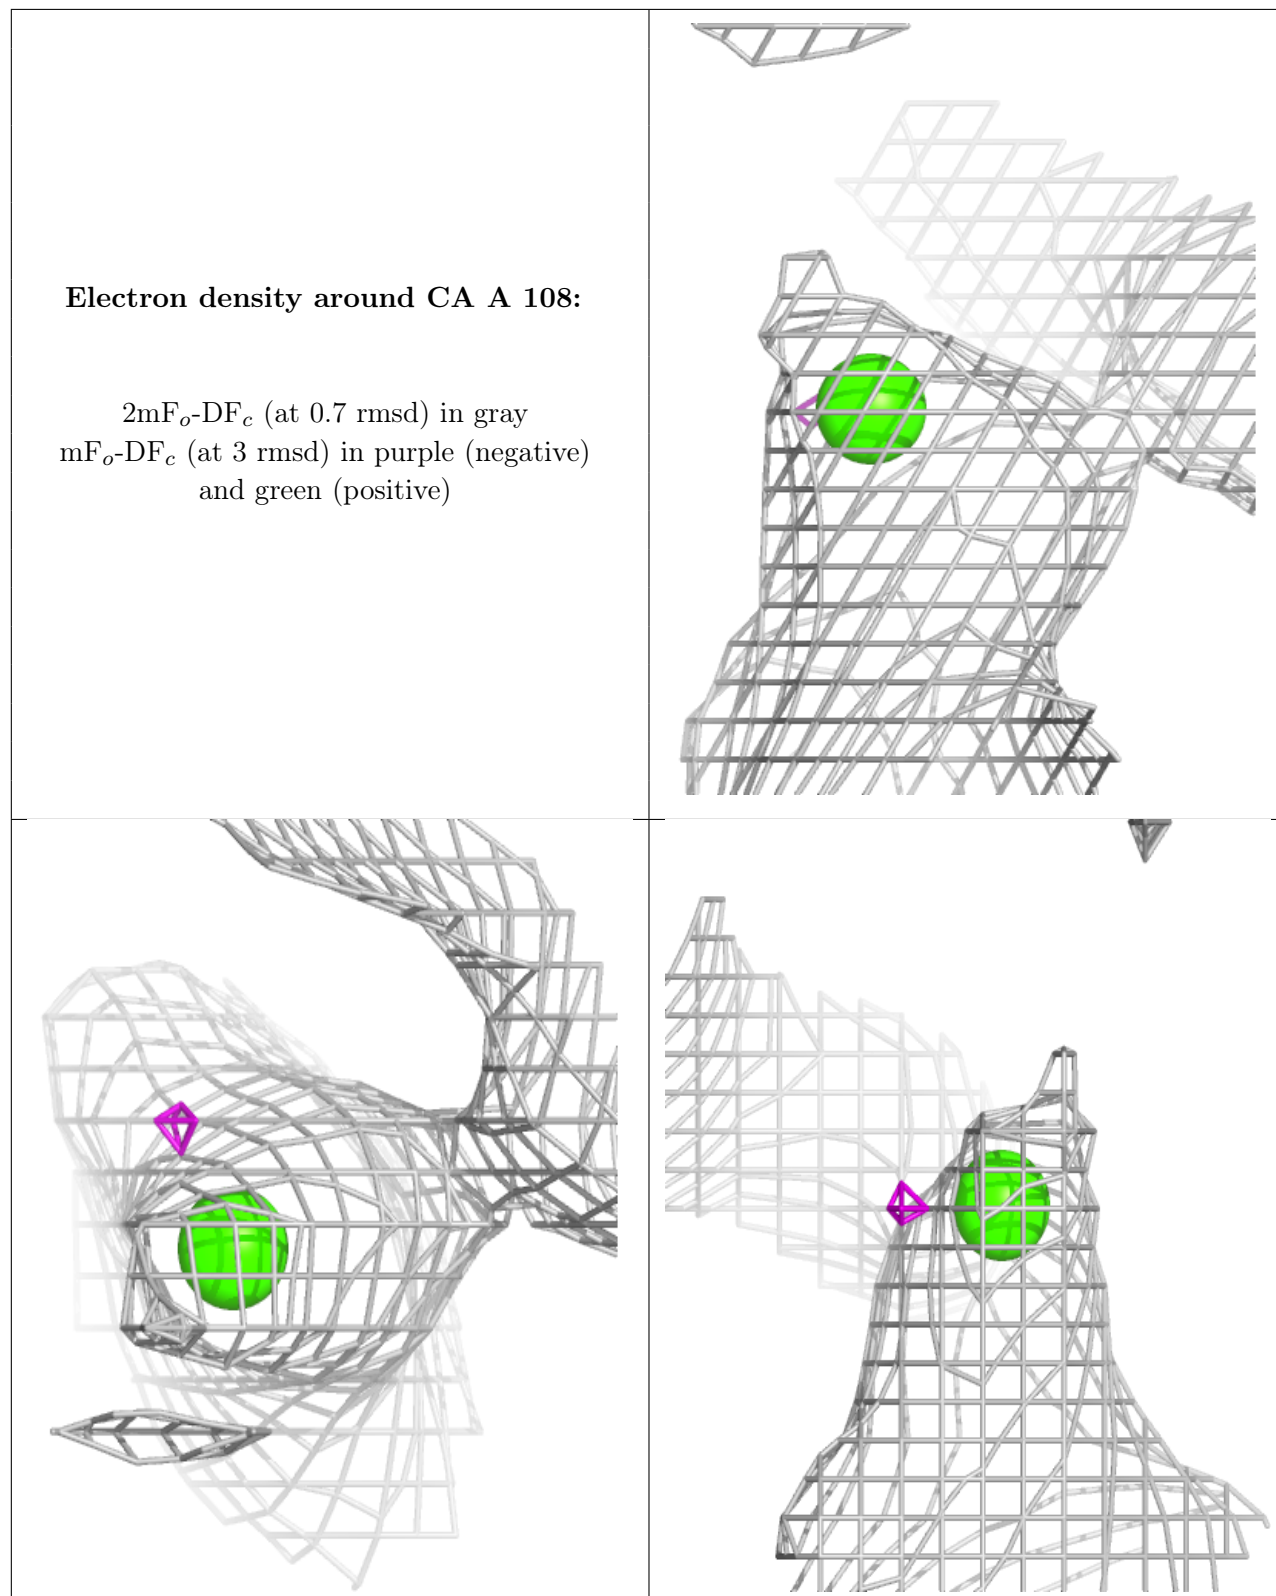 Electron density around CA A 108:
2mFₒ-DF𝒸 (at 0.7 rmsd) in gray
mFₒ-DF𝒸 (at 3 rmsd) in purple (negative)
and green (positive)